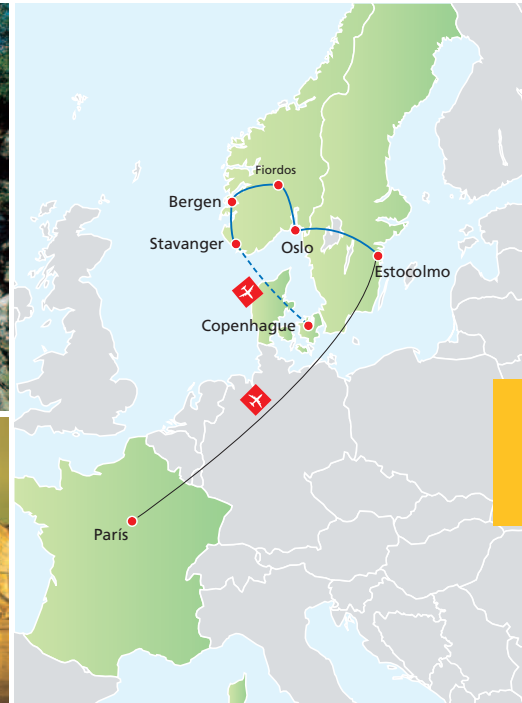 Fiordos
Bergen
Stavanger
Oslo
Estocolmo
Copenhague
París